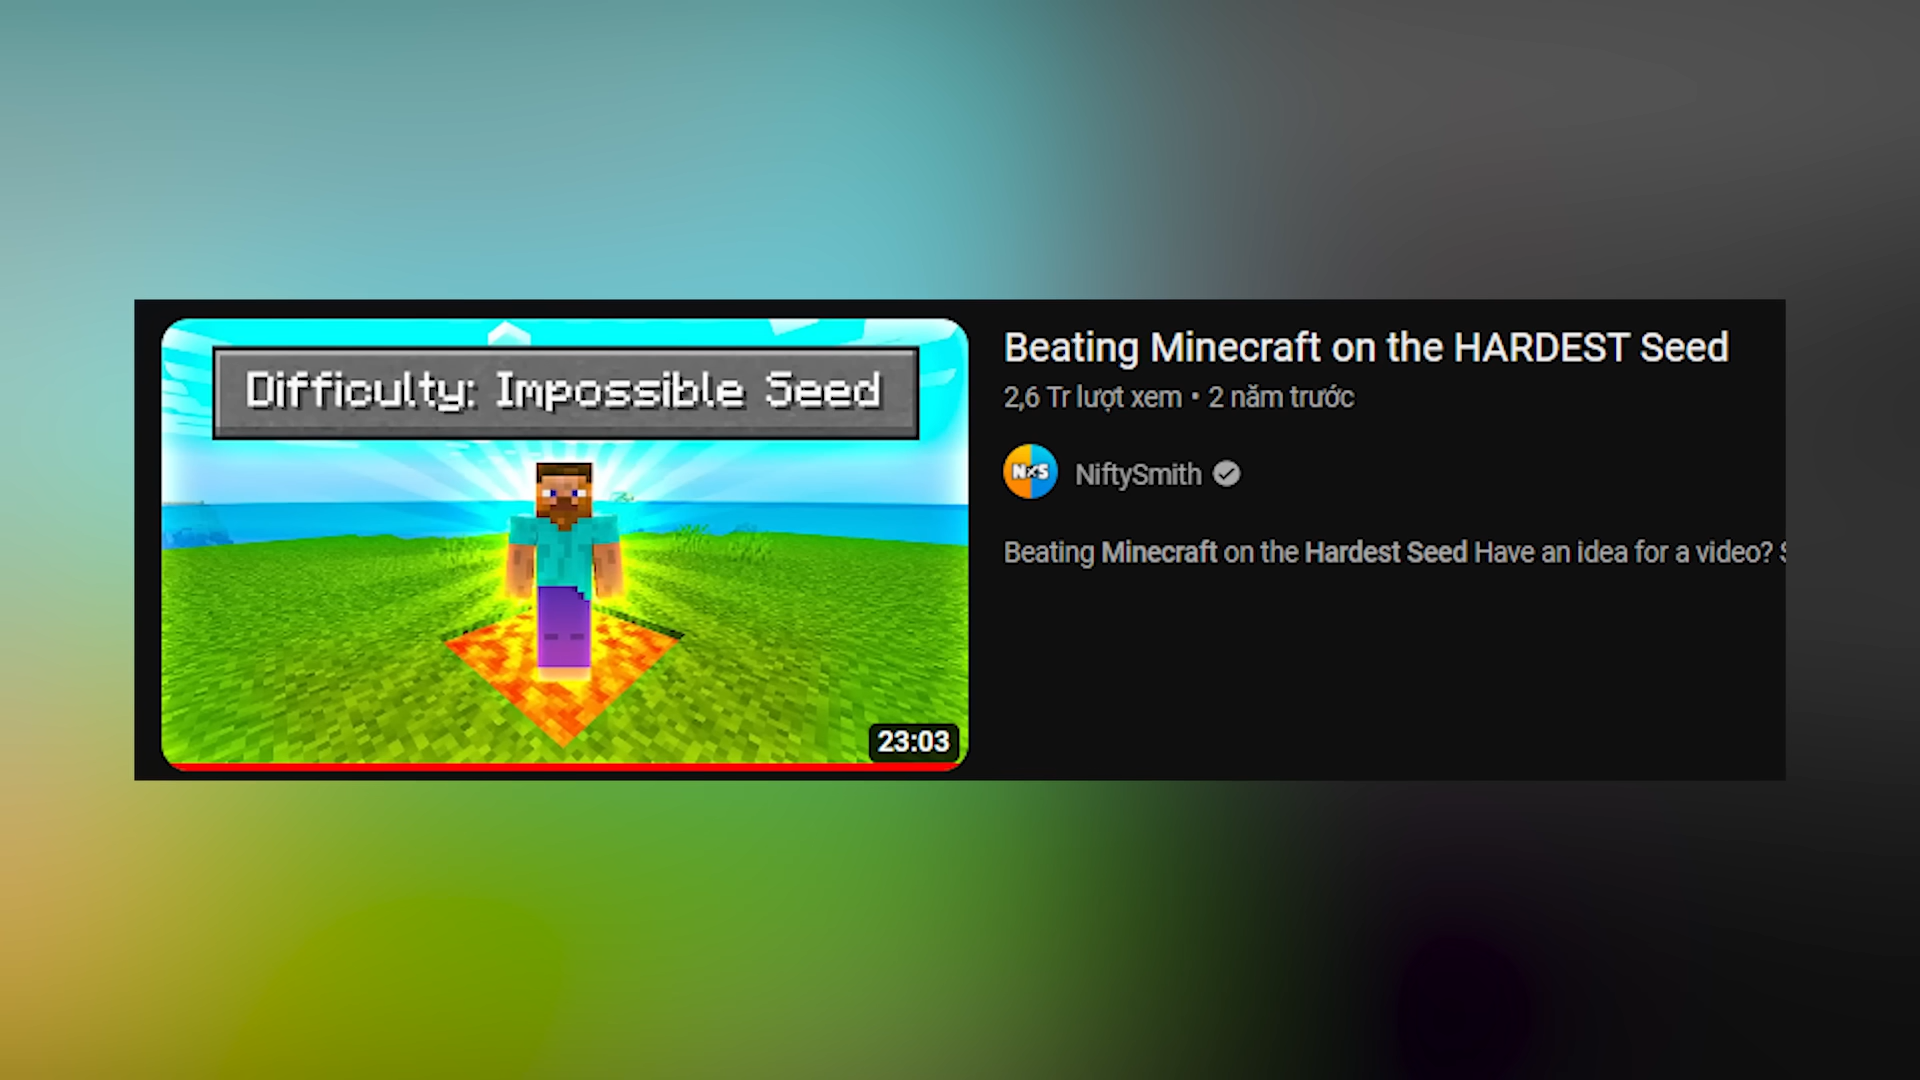 Difficulty: Impossible Seed
23:03
Beating Minecraft on the HARDEST Seed
2,6 Tr lượt xem • 2 năm trước
N×S
NiftySmith
Beating Minecraft on the Hardest Seed Have an idea for a video?